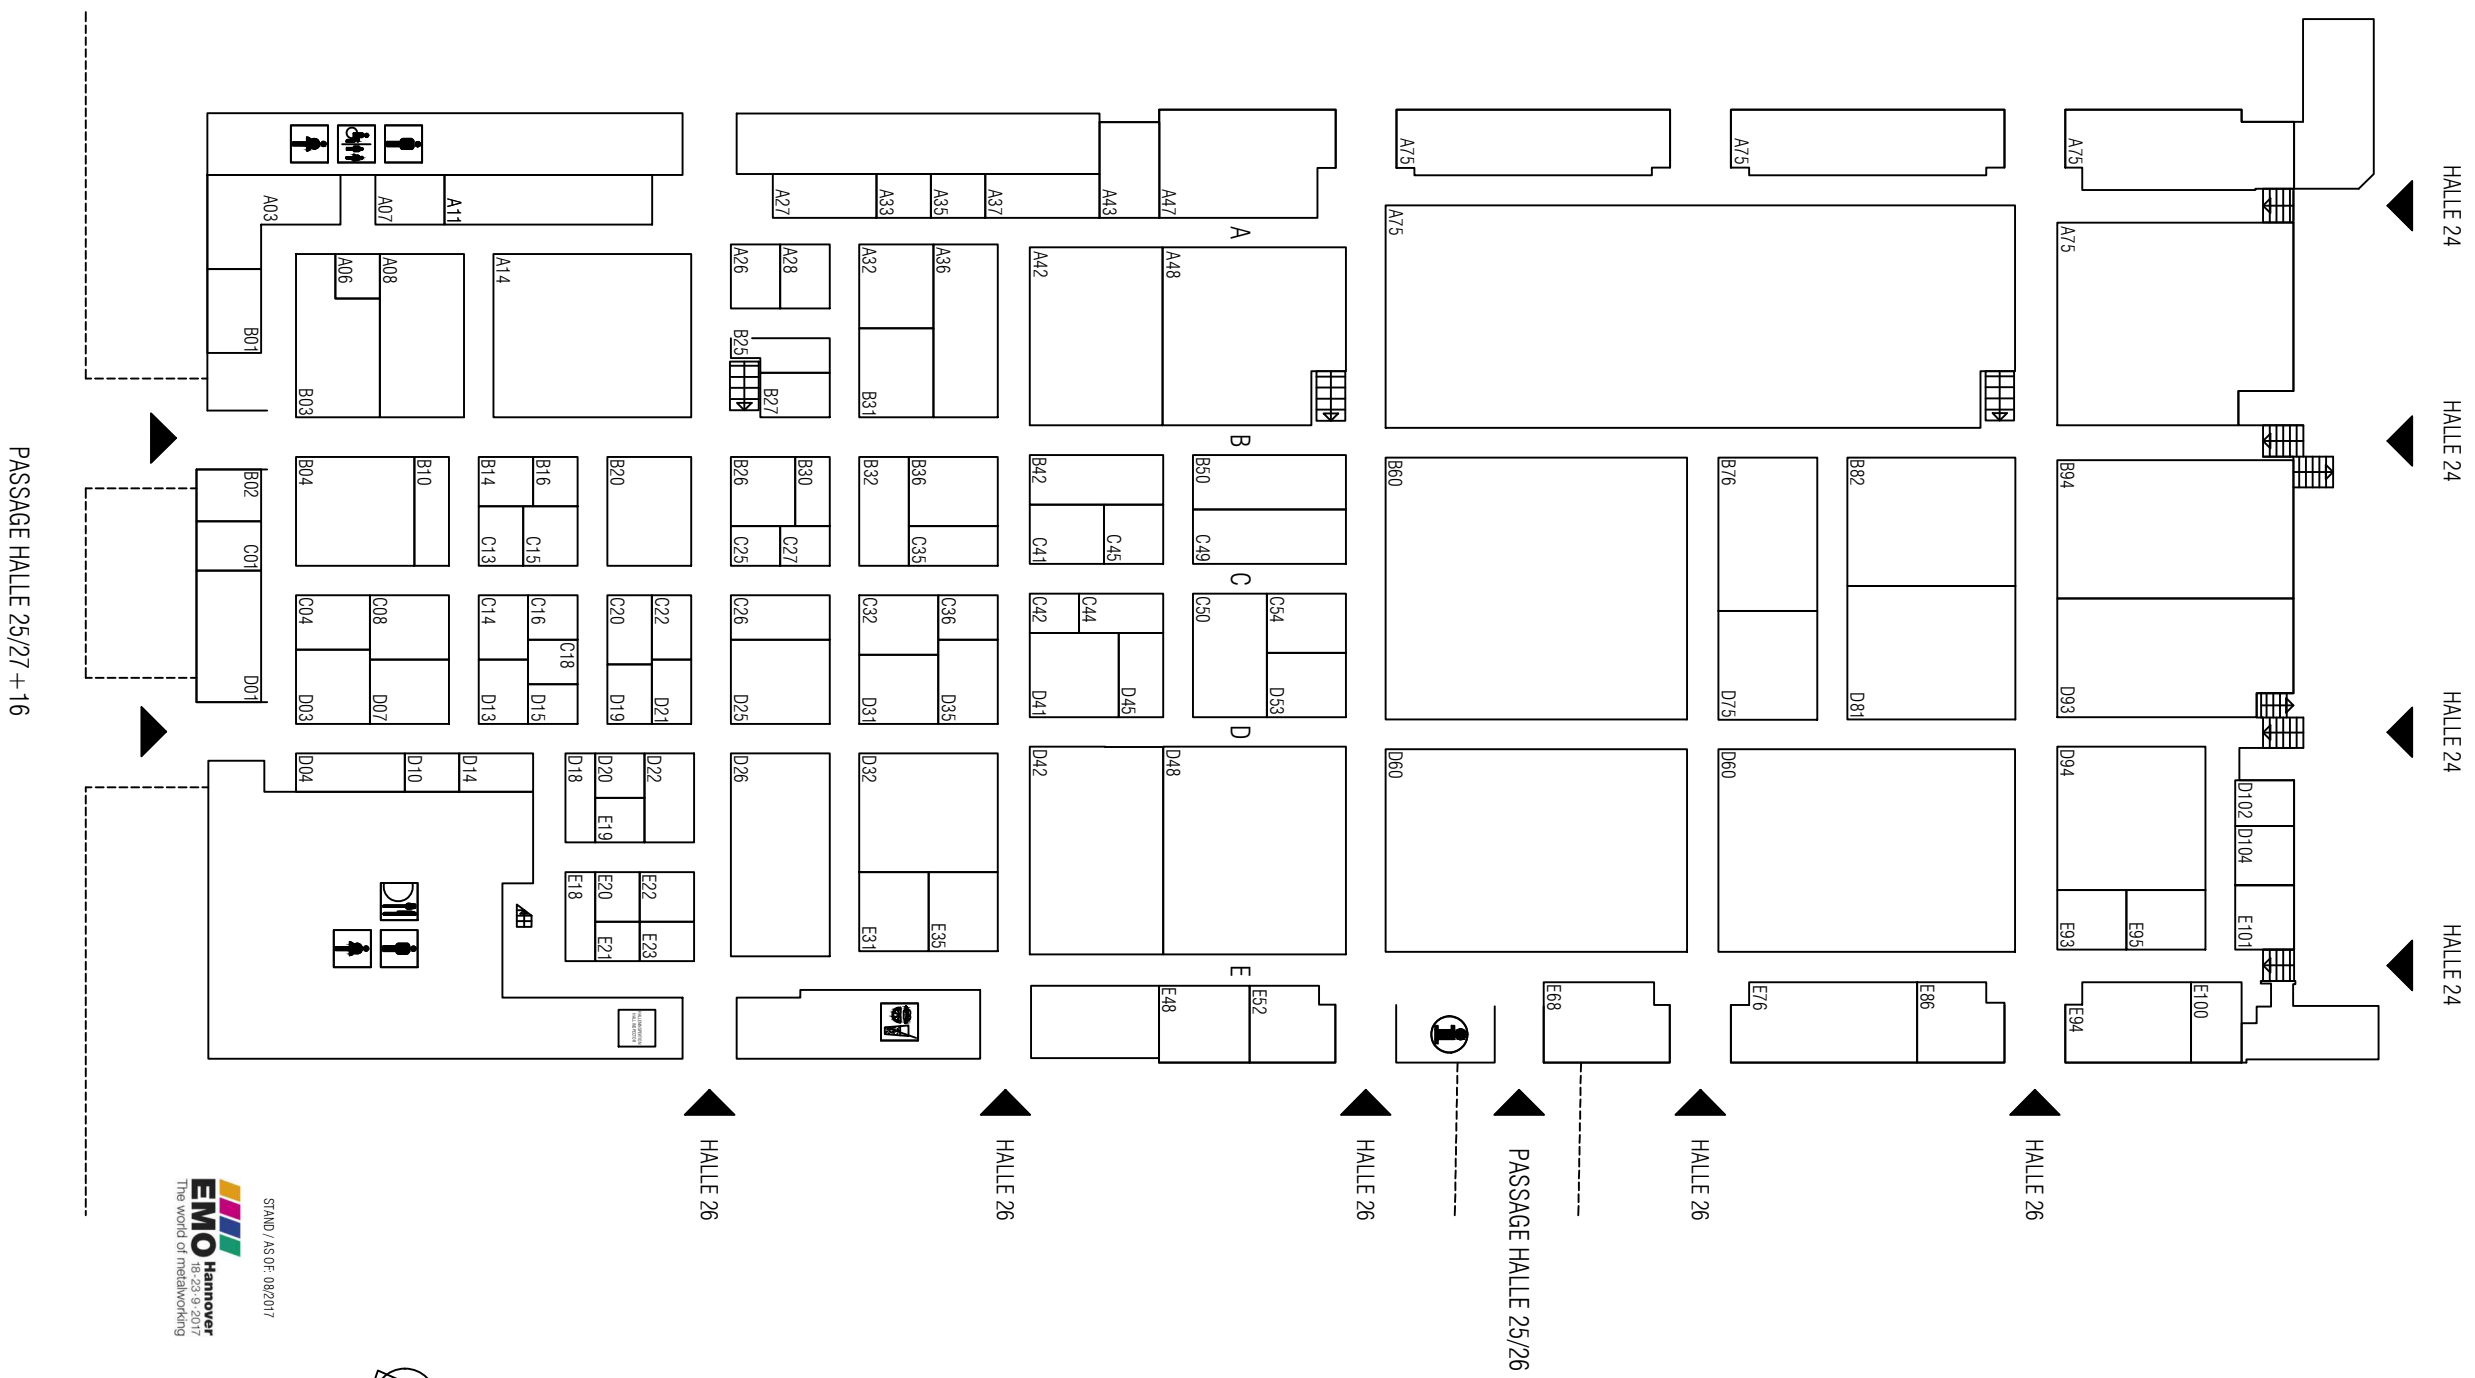 HALLE 24
HALLE 24
HALLE 24
HALLE 24
A75
A75
A75
A03
A07
A11
A27
A33
A35
A37
A43
A47
A
A75
A75
A06
A08
A14
A26
A28
A32
A36
A42
A48
B01
B03
B25
B27
B31
B
B02
B04
B10
B14
B16
B20
B26
B30
B32
B36
B42
B50
B60
B76
B82
B94
C01
C13
C15
C25
C27
C35
C41
C45
C49
C
C04
C08
C14
C16
C18
C20
C22
C26
C32
C36
C42
C44
C50
C54
D01
D03
D07
D13
D15
D19
D21
D25
D31
D35
D41
D45
D53
D75
D81
D93
D
D04
D10
D14
D18
D20
D22
D26
D32
D42
D48
D60
D60
D94
D102
D104
E19
E18
E20
E22
E21
E23
E31
E35
E93
E95
E101
E
E48
E52
E68
E76
E86
E94
E100
PASSAGE HALLE 25/27 + 16
HALLE 26
HALLE 26
HALLE 26
PASSAGE HALLE 25/26
HALLE 26
HALLE 26
STAND / AS OF: 08/2017
EMO Hannover
18-23·9·2017
The world of metalworking